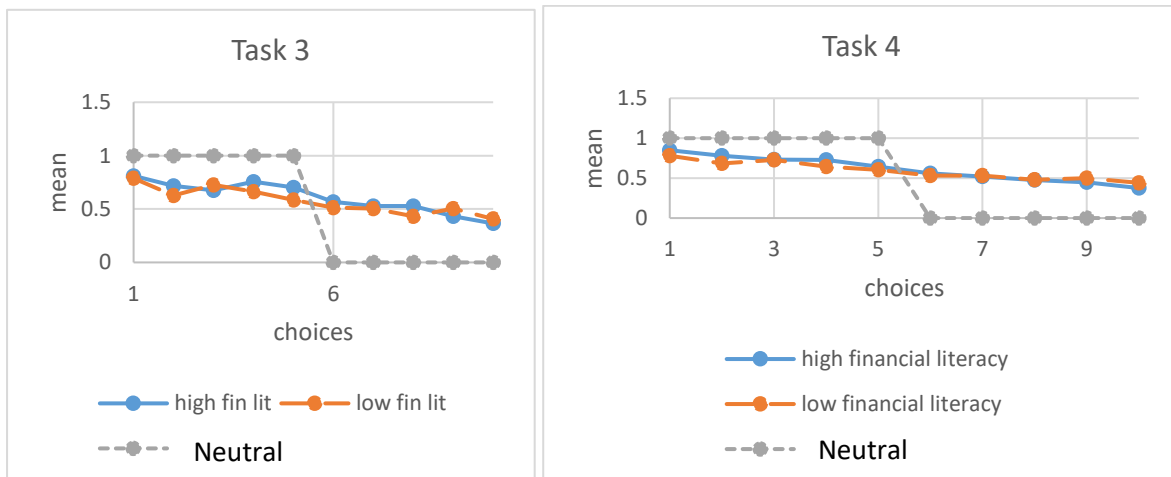 Task 3
1.5
1
0.5
0
mean
1 6
choices
high fin lit low fin lit
Neutral
Task 4
1.5
1
0.5
0
mean
1 3 5 7 9
choices
high financial literacy
low financial literacy
Neutral